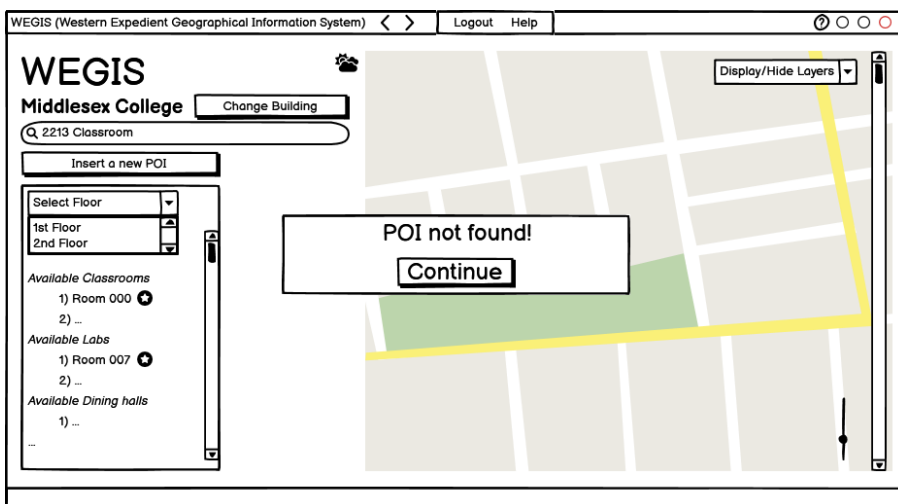 WEGIS (Western Expedient Geographical Information System)
Logout Help
WEGIS
Middlesex College
Change Building
2213 Classroom
Insert a new POI
Select Floor
1st Floor
2nd Floor
Available Classrooms
1) Room 000
2) ...
Available Labs
1) Room 007
2) ...
Available Dining halls
1) ...
...
Display/Hide Layers
POI not found!
Continue